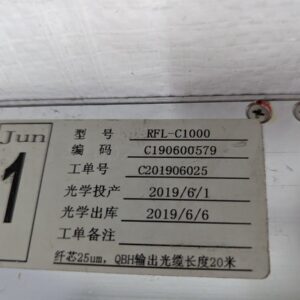 Jun
1
型 号 RFL-C1000
编 码 C190600579
工单号 C201906025
光学投产 2019/6/1
光学出库 2019/6/6
工单备注
纤芯25um, QBH输出光缆长度20米